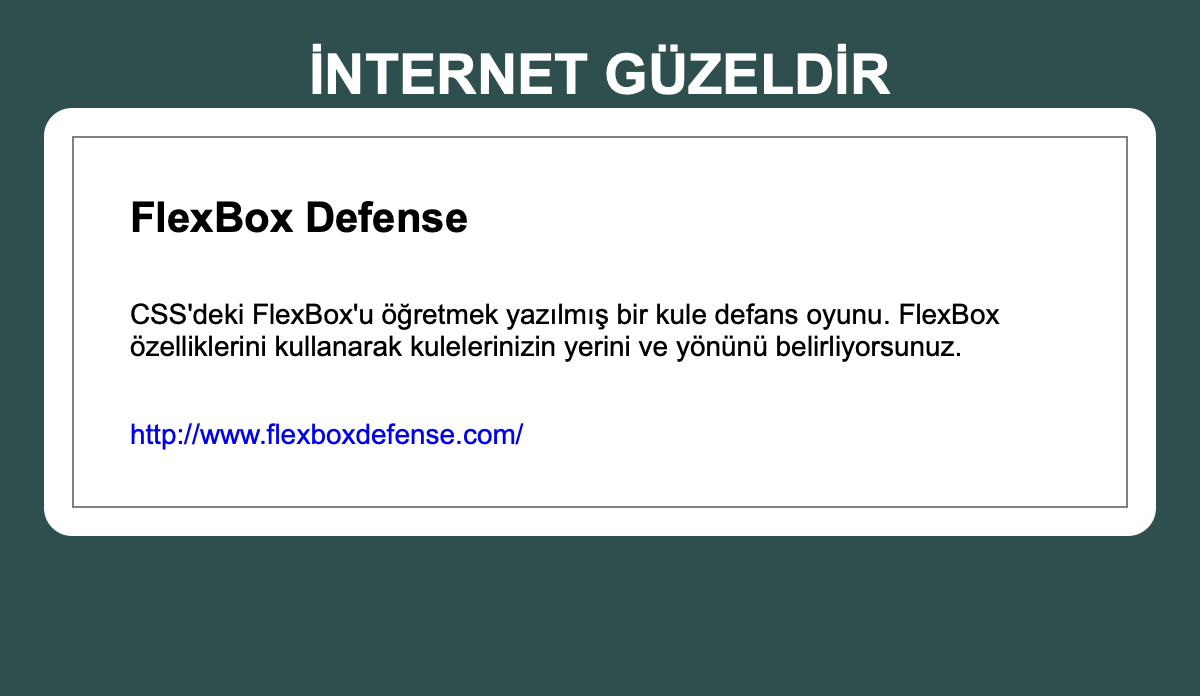 İNTERNET GÜZELDİR
FlexBox Defense
CSS'deki FlexBox'u öğretmek yazılmış bir kule defans oyunu. FlexBox
özelliklerini kullanarak kulelerinizin yerini ve yönünü belirliyorsunuz.
http://www.flexboxdefense.com/